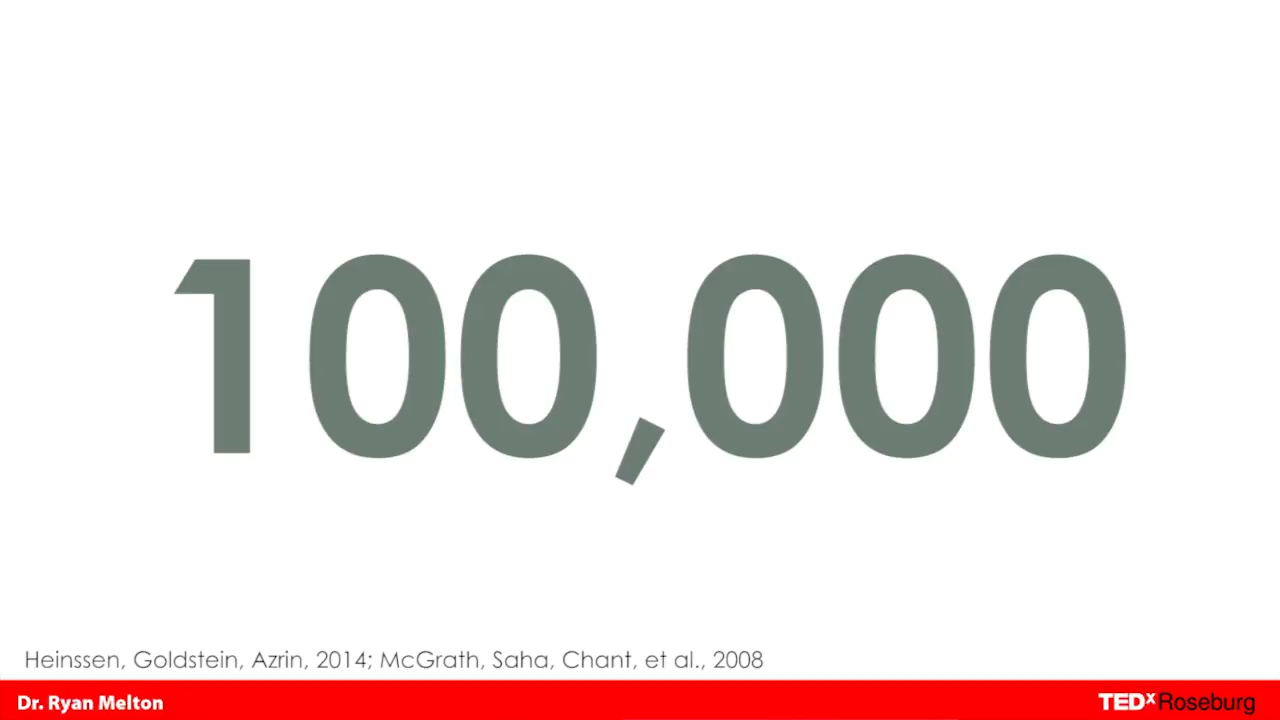 100,000
Heinssen, Goldstein, Azrin, 2014; McGrath, Saha, Chant, et al., 2008
Dr. Ryan Melton
TEDx Roseburg